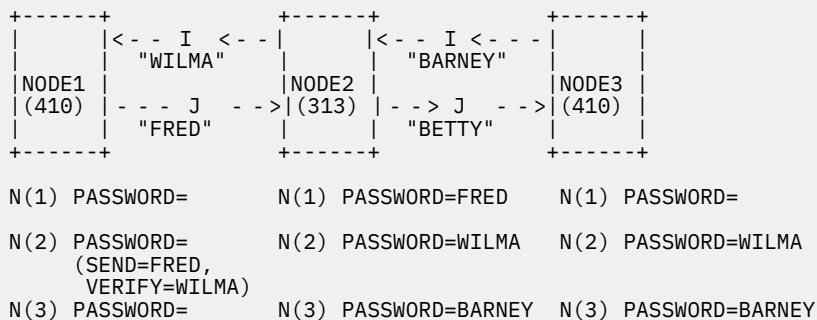 +------+ +------+ +------+
| |<- - I <- - | |<- - I <- - - | |
| | "WILMA" | | "BARNEY" | |
|NODE1 | |NODE2 | |NODE3 |
|(410) | - - - J - ->|(313) | - -> J - ->|(410) |
| | "FRED" | | "BETTY" | |
+------+ +------+ +------+
N(1) PASSWORD= N(1) PASSWORD=FRED N(1) PASSWORD=
N(2) PASSWORD= N(2) PASSWORD=WILMA N(2) PASSWORD=WILMA
(SEND=FRED,
VERIFY=WILMA)
N(3) PASSWORD= N(3) PASSWORD=BARNEY N(3) PASSWORD=BARNEY